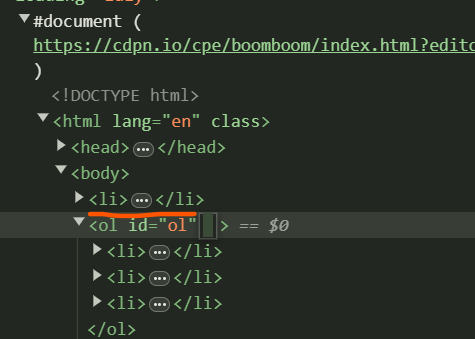 #document (
https://cdpn.io/cpe/boomboom/index.html?edito
)
<!DOCTYPE html>
<html lang="en" class>
<head> ••• </head>
<body>
<li> ••• </li>
<ol id="ol" > == $0
<li> ••• </li>
<li> ••• </li>
<li> ••• </li>
</ol>